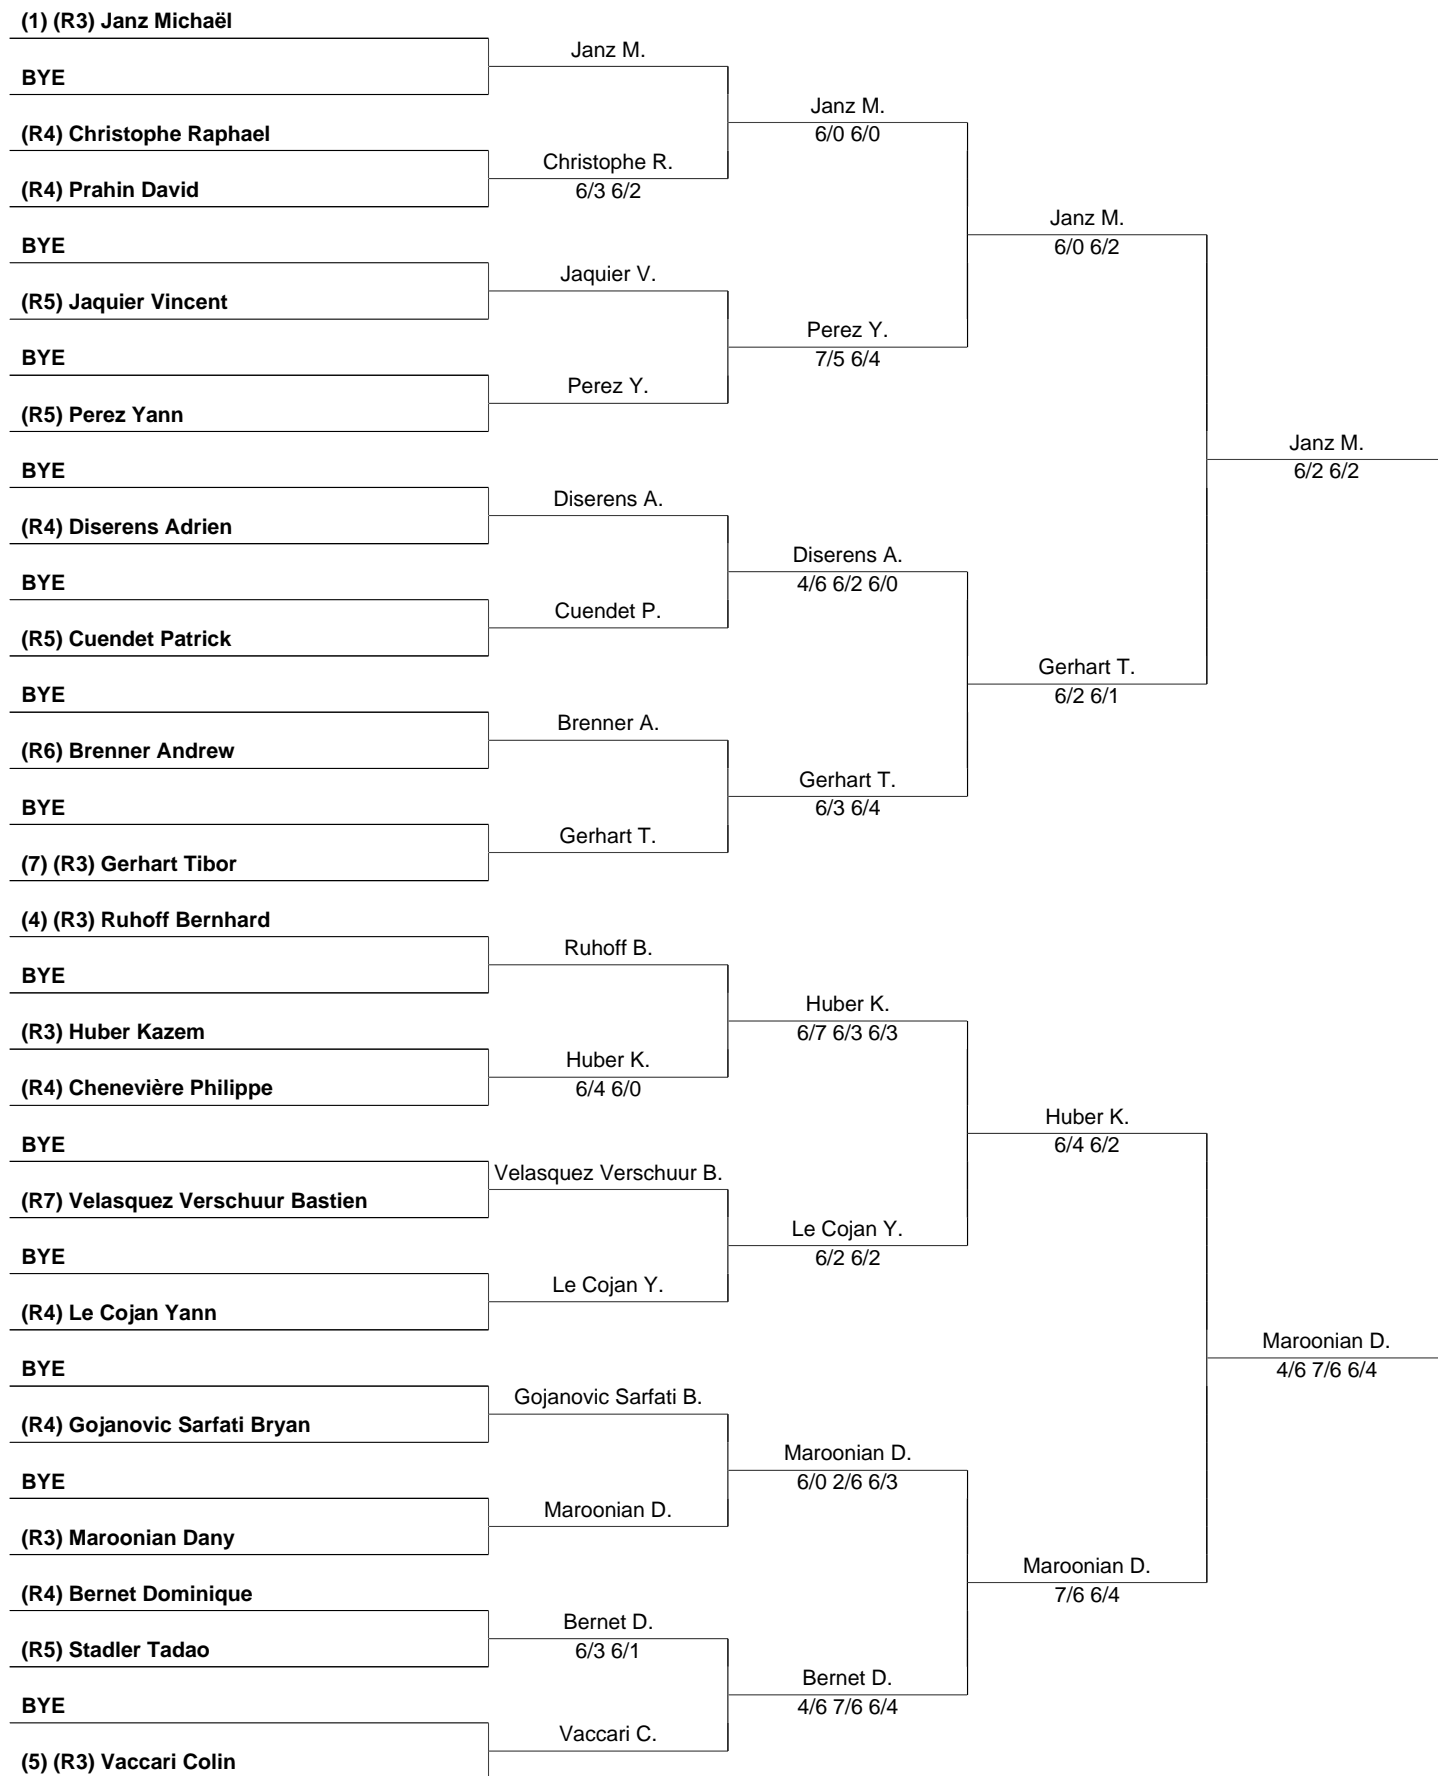 (1) (R3) Janz Michaël
Janz M.
BYE
Janz M.
6/0 6/0
(R4) Christophe Raphael
Christophe R.
6/3 6/2
(R4) Prahin David
Janz M.
6/0 6/2
BYE
Jaquier V.
(R5) Jaquier Vincent
Perez Y.
7/5 6/4
BYE
Perez Y.
(R5) Perez Yann
Janz M.
6/2 6/2
BYE
Diserens A.
(R4) Diserens Adrien
Diserens A.
4/6 6/2 6/0
BYE
Cuendet P.
(R5) Cuendet Patrick
Gerhart T.
6/2 6/1
BYE
Brenner A.
(R6) Brenner Andrew
Gerhart T.
6/3 6/4
BYE
Gerhart T.
(7) (R3) Gerhart Tibor
(4) (R3) Ruhoff Bernhard
Ruhoff B.
BYE
Huber K.
6/7 6/3 6/3
(R3) Huber Kazem
Huber K.
6/4 6/0
(R4) Chenevière Philippe
Huber K.
6/4 6/2
BYE
Velasquez Verschuur B.
(R7) Velasquez Verschuur Bastien
Le Cojan Y.
6/2 6/2
BYE
Le Cojan Y.
(R4) Le Cojan Yann
Maroonian D.
4/6 7/6 6/4
BYE
Gojanovic Sarfati B.
(R4) Gojanovic Sarfati Bryan
Maroonian D.
6/0 2/6 6/3
BYE
Maroonian D.
(R3) Maroonian Dany
Maroonian D.
7/6 6/4
(R4) Bernet Dominique
Bernet D.
6/3 6/1
(R5) Stadler Tadao
Bernet D.
4/6 7/6 6/4
BYE
Vaccari C.
(5) (R3) Vaccari Colin